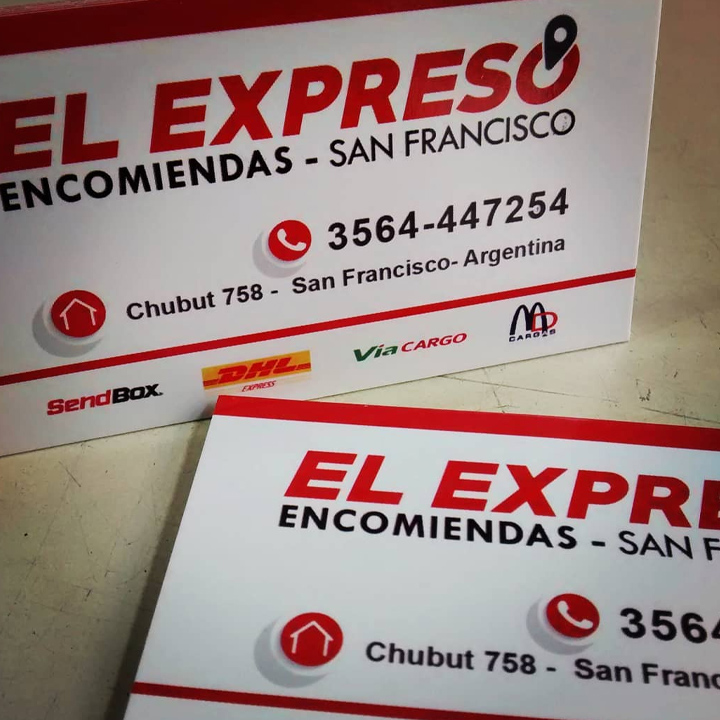 EL EXPRESO
ENCOMIENDAS - SAN FRANCISCO
3564-447254
Chubut 758 - San Francisco- Argentina
SendBox.
DHL
EXPRESS
Via CARGO
MD
CARGAS
EL EXPRE
ENCOMIENDAS - SAN F
3564
Chubut 758 - San Franc